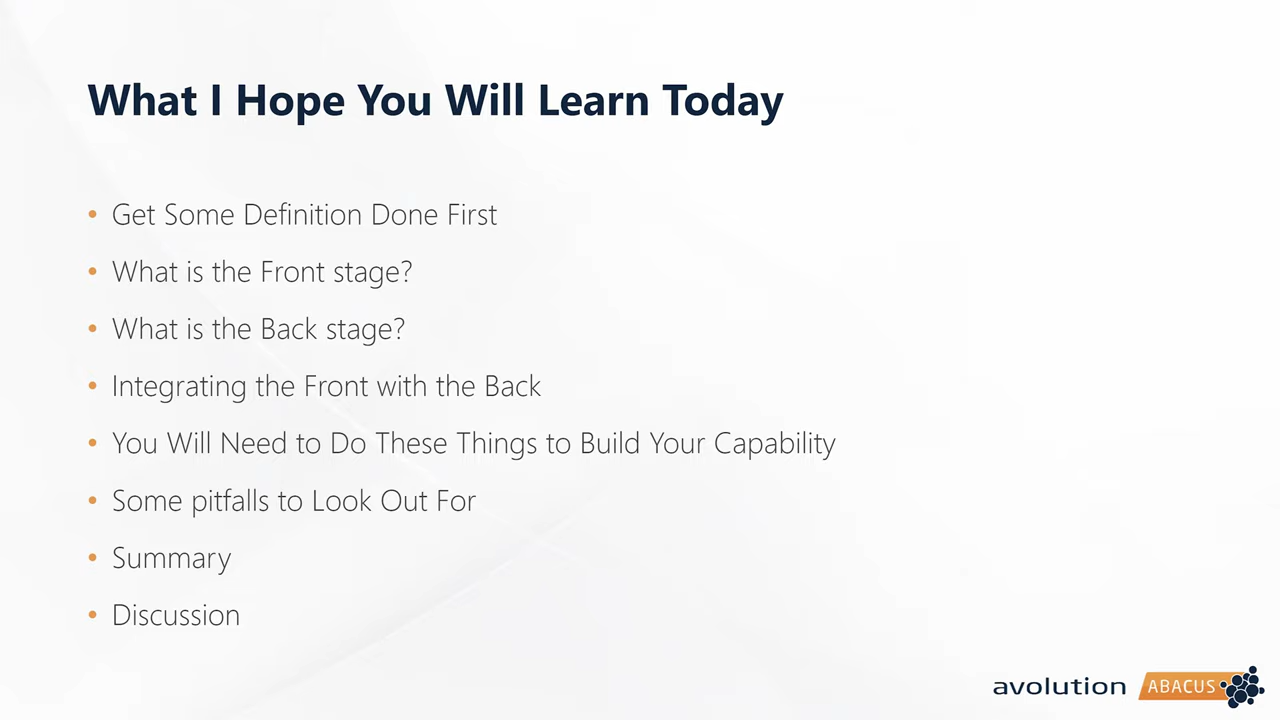 What I Hope You Will Learn Today
• Get Some Definition Done First
• What is the Front stage?
• What is the Back stage?
• Integrating the Front with the Back
• You Will Need to Do These Things to Build Your Capability
• Some pitfalls to Look Out For
• Summary
• Discussion
avolution ABACUS